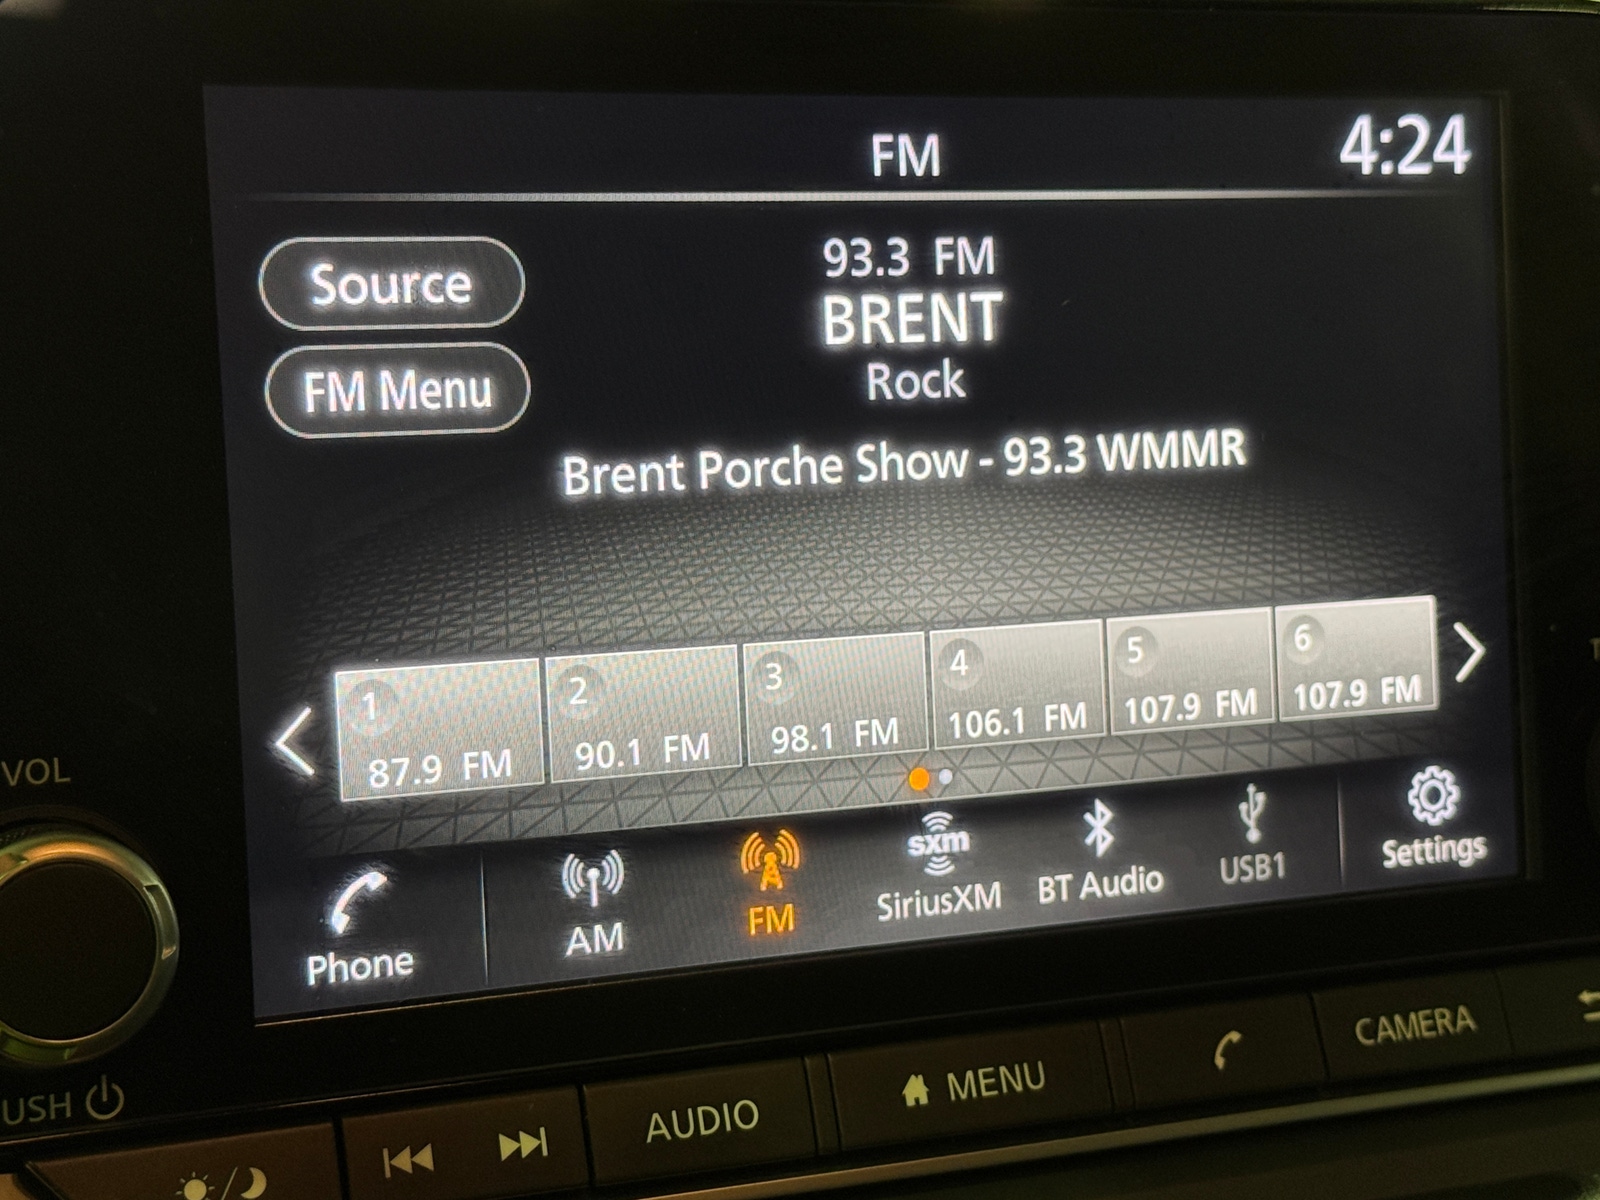 FM
4:24
Source
93.3 FM
BRENT
FM Menu
Rock
Brent Porche Show - 93.3 WMMR
1
87.9 FM
2
90.1 FM
3
98.1 FM
4
106.1 FM
5
107.9 FM
6
107.9 FM
VOL
Phone
AM
FM
sxm
SiriusXM
BT Audio
USB1
Settings
USH
AUDIO
MENU
CAMERA